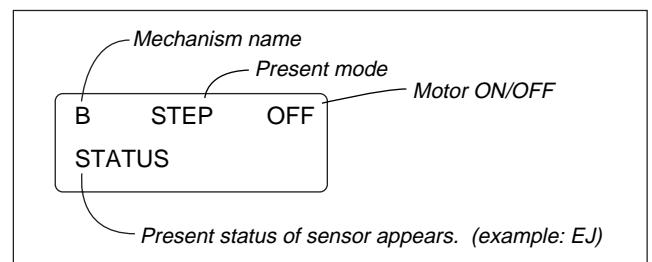 Mechanism name
Present mode
Motor ON/OFF
B STEP OFF
STATUS
Present status of sensor appears. (example: EJ)